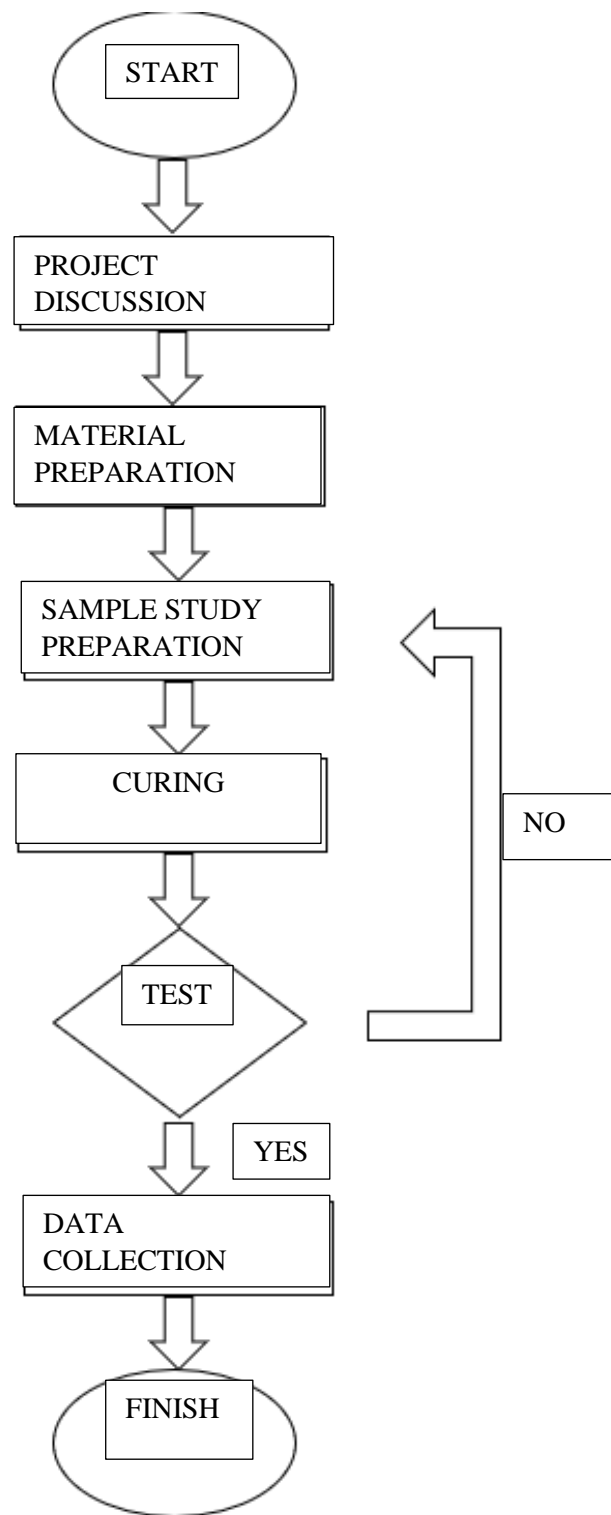 START
PROJECT
DISCUSSION
MATERIAL
PREPARATION
SAMPLE STUDY
PREPARATION
CURING
NO
TEST
YES
DATA
COLLECTION
FINISH